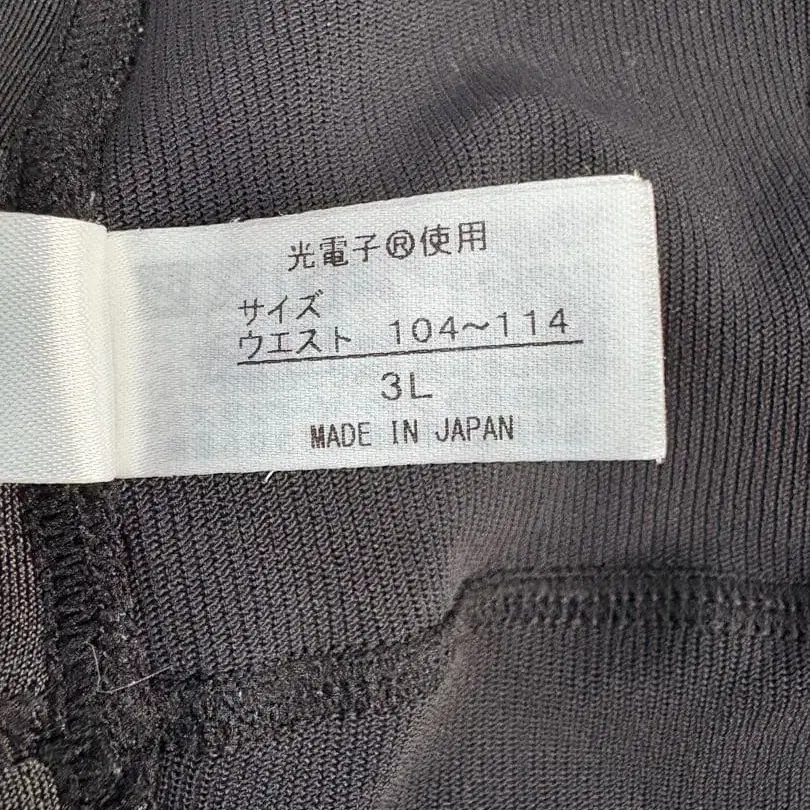 光電子®使用
サイズ
ウエスト 104～114
3L
MADE IN JAPAN